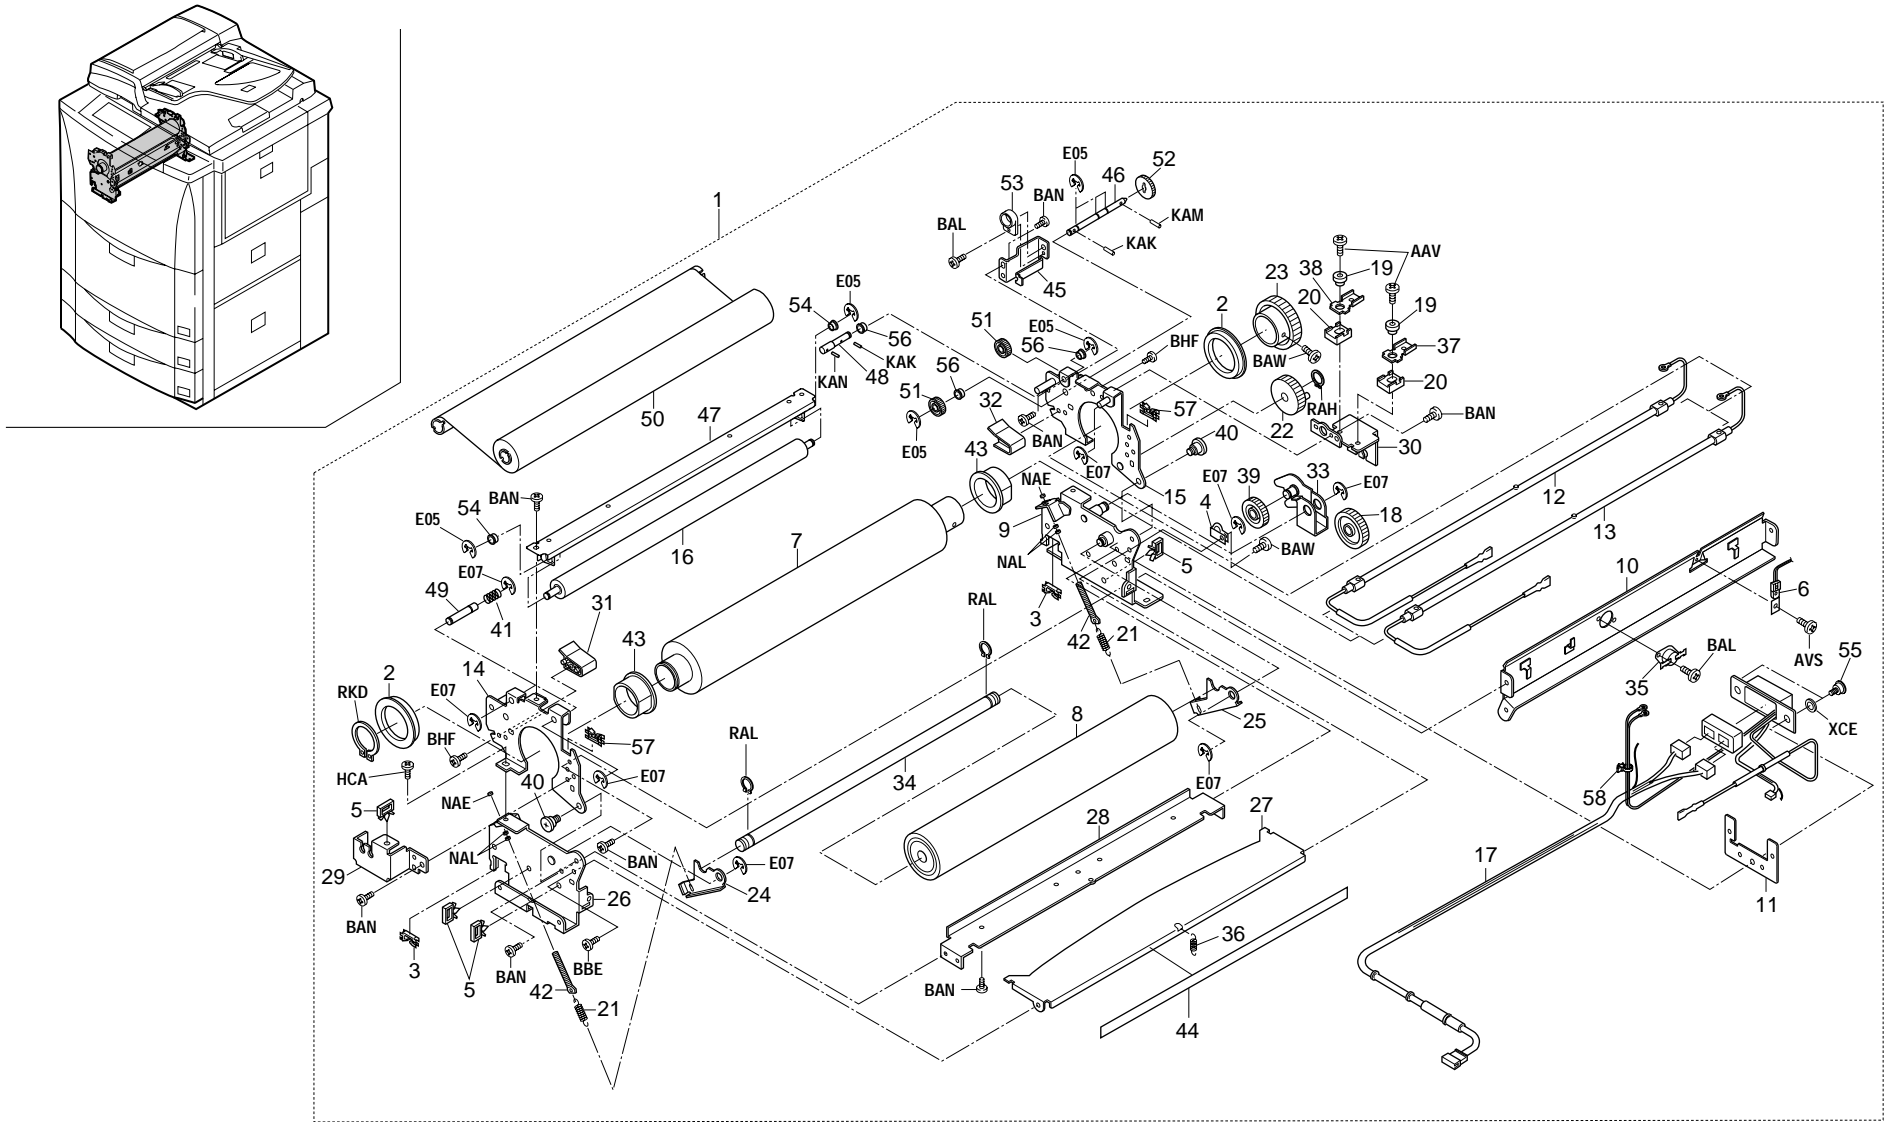 E05
52
46
53
BAN
1
KAM
BAL
KAK
AAV
45
23
38
19
E05
2
20
54
19
51
E05
56
56
BHF
37
KAK
BAW
KAN
48
20
51
56
32
57
RAH
BAN
47
50
22
40
30
BAN
E05
43
E07
E07
33
12
BAN
NAE
15
39
E07
4
18
13
54
9
E05
7
16
BAW
10
NAL
5
E07
6
49
RAL
31
3
41
42
21
43
BAL
AVS
2
14
55
RKD
E07
35
25
8
RAL
57
XCE
BHF
34
E07
HCA
40
E07
58
5
NAE
27
28
NAL
BAN
E07
17
29
24
26
11
BAN
36
3
BAN
BBE
5
42
BAN
21
44